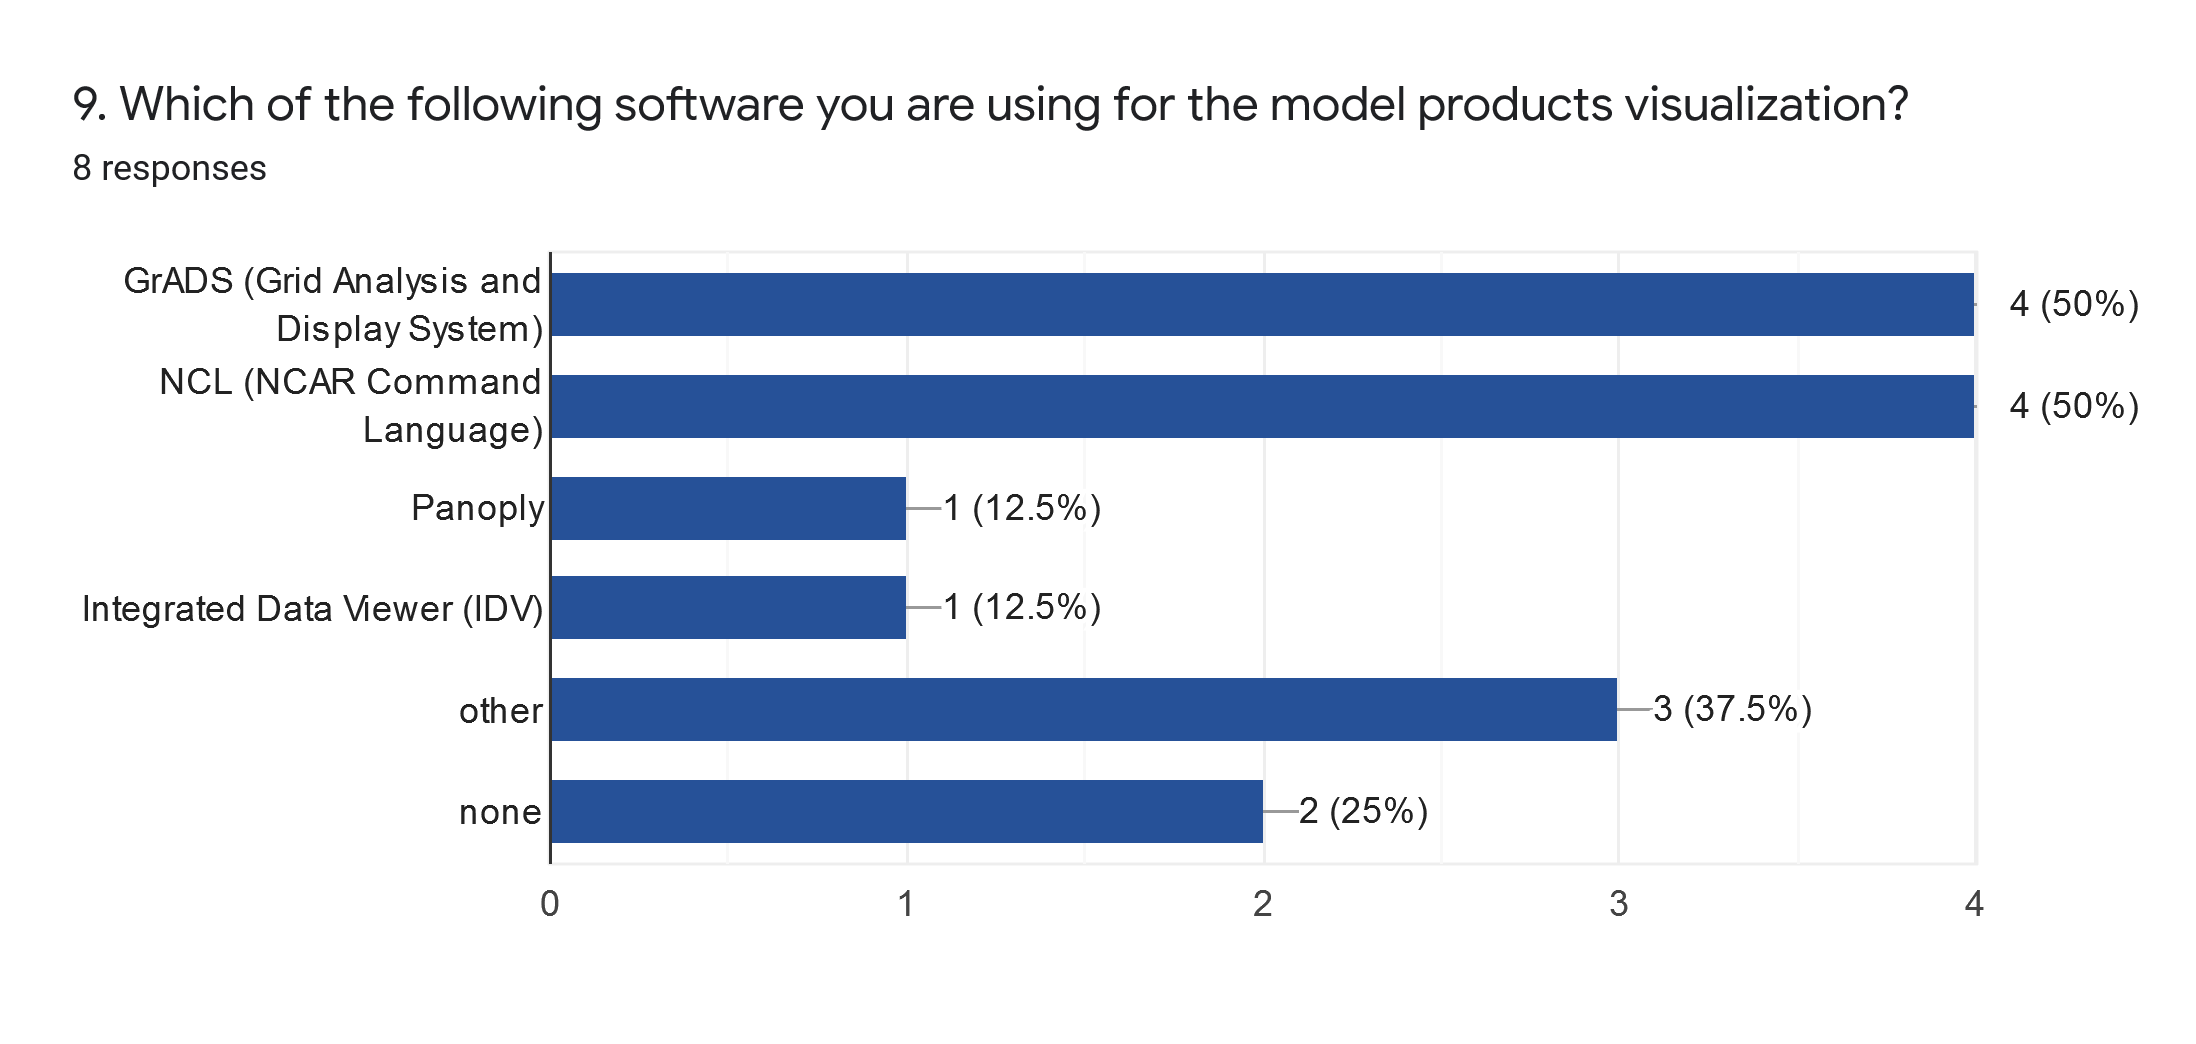 9. Which of the following software you are using for the model products visualization?
8 responses
GrADS (Grid Analysis and
Display System)
4 (50%)
NCL (NCAR Command
Language)
4 (50%)
Panoply
1 (12.5%)
Integrated Data Viewer (IDV)
1 (12.5%)
other
3 (37.5%)
none
2 (25%)
0 1 2 3 4